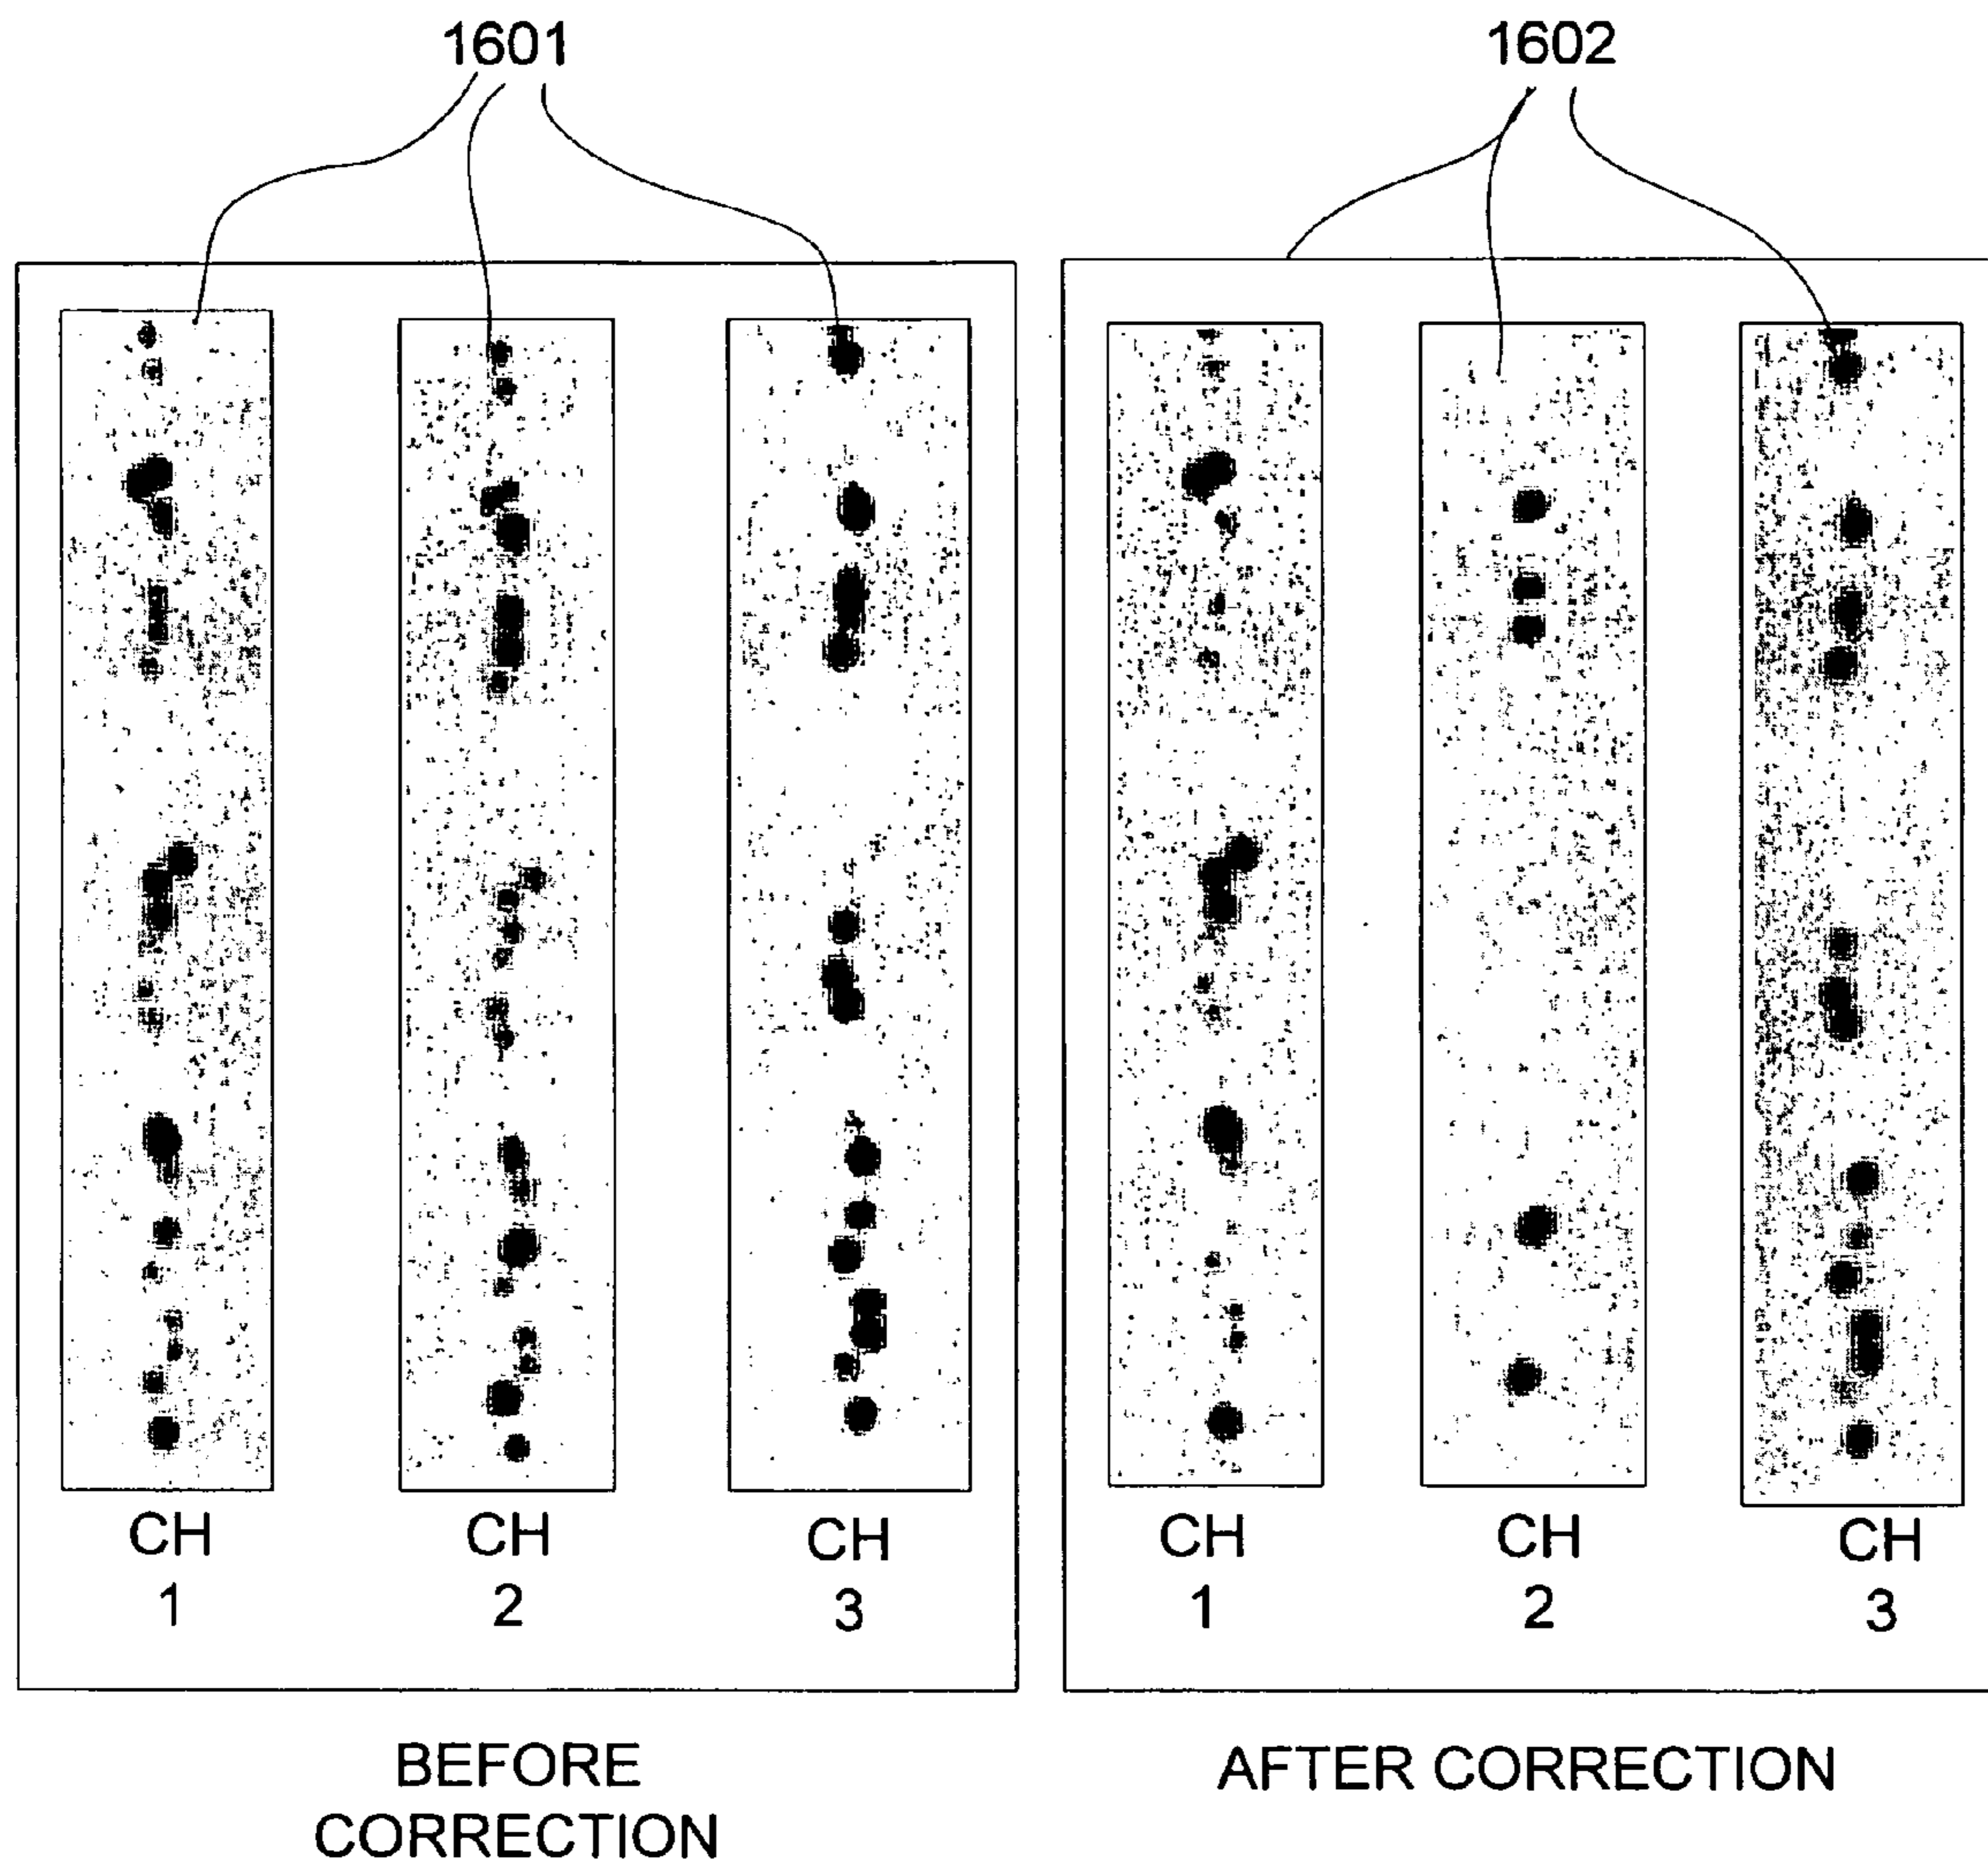 1601
1602
CH
1
CH
2
CH
3
CH
1
CH
2
CH
3
BEFORE
CORRECTION
AFTER CORRECTION